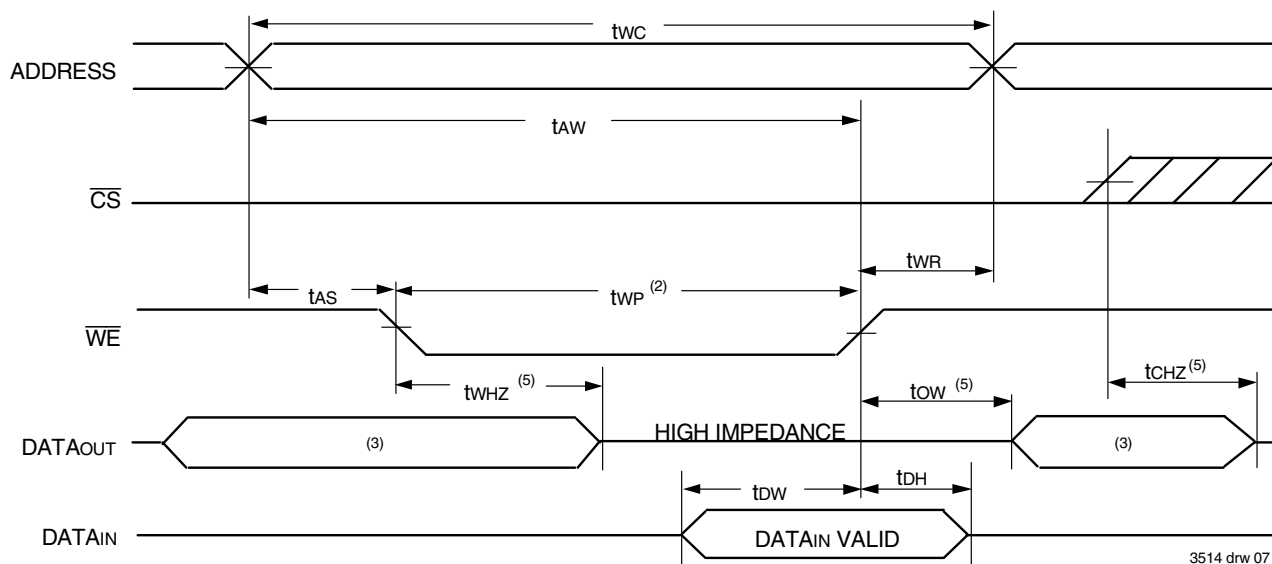 tWC
ADDRESS
tAW
CS
tWR
tAS
tWP (2)
WE
tWHZ (5)
tOW (5)
tCHZ (5)
DATAOUT
(3)
HIGH IMPEDANCE
(3)
tDW
tDH
DATAIN
DATAIN VALID
3514 drw 07